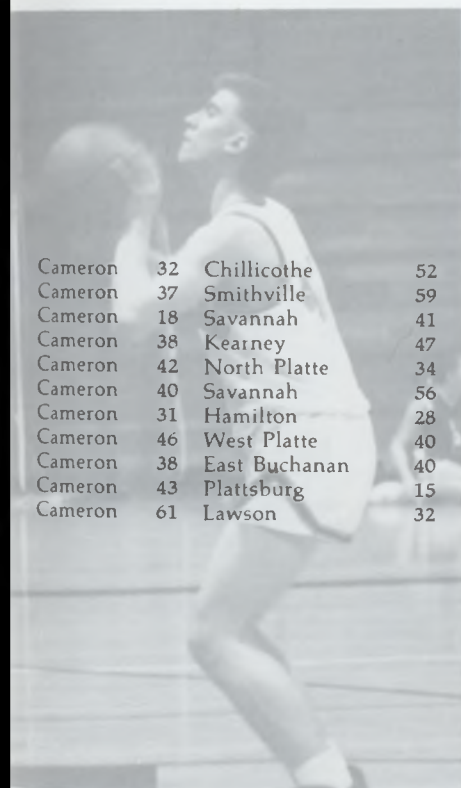 Cameron 32 Chillicothe 52
Cameron 37 Smithville 59
Cameron 18 Savannah 41
Cameron 38 Kearney 47
Cameron 42 North Platte 34
Cameron 40 Savannah 56
Cameron 31 Hamilton 28
Cameron 46 West Platte 40
Cameron 38 East Buchanan 40
Cameron 43 Plattsburg 15
Cameron 61 Lawson 32